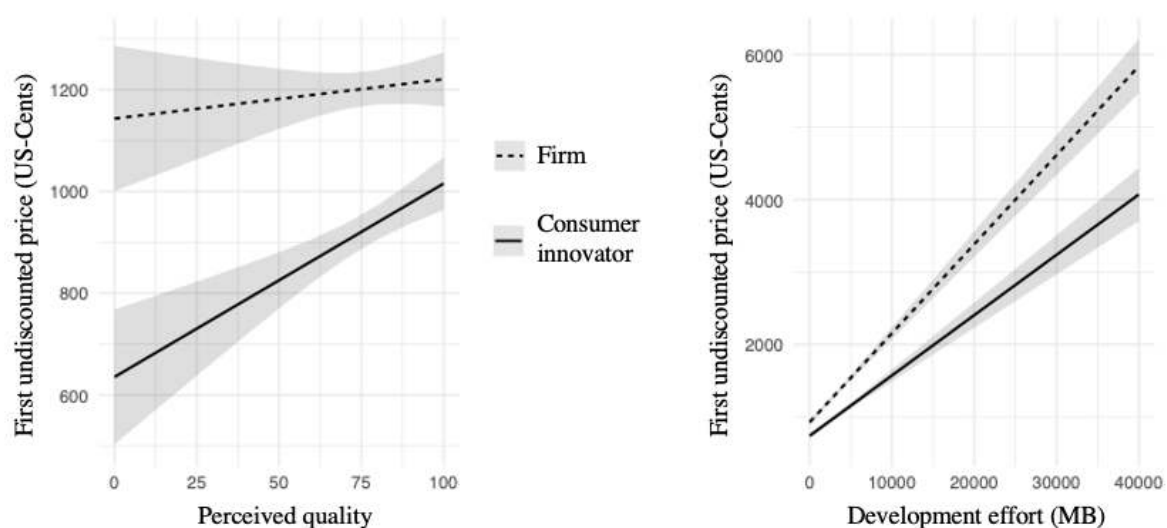 First undiscounted price (US-Cents)
1200
1000
800
600
0
25
50
75
100
Perceived quality
Firm
Consumer
innovator
First undiscounted price (US-Cents)
6000
4000
2000
0
10000
20000
30000
40000
Development effort (MB)